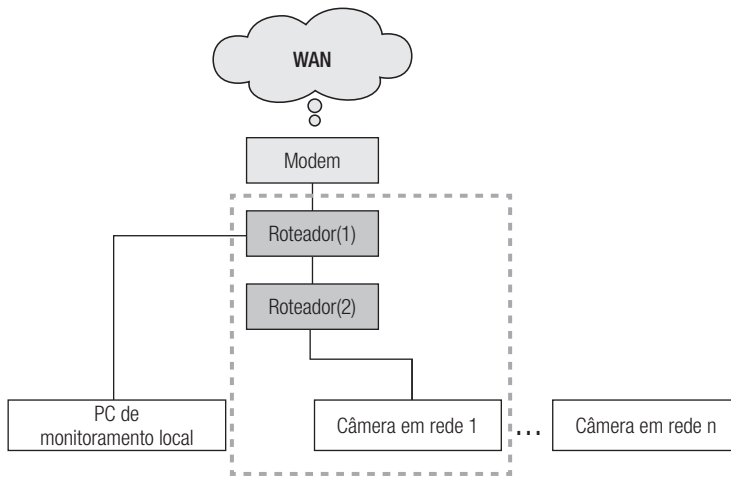 WAN
Modem
Roteador(1)
Roteador(2)
PC de
monitoramento local
Câmera em rede 1
...
Câmera em rede n